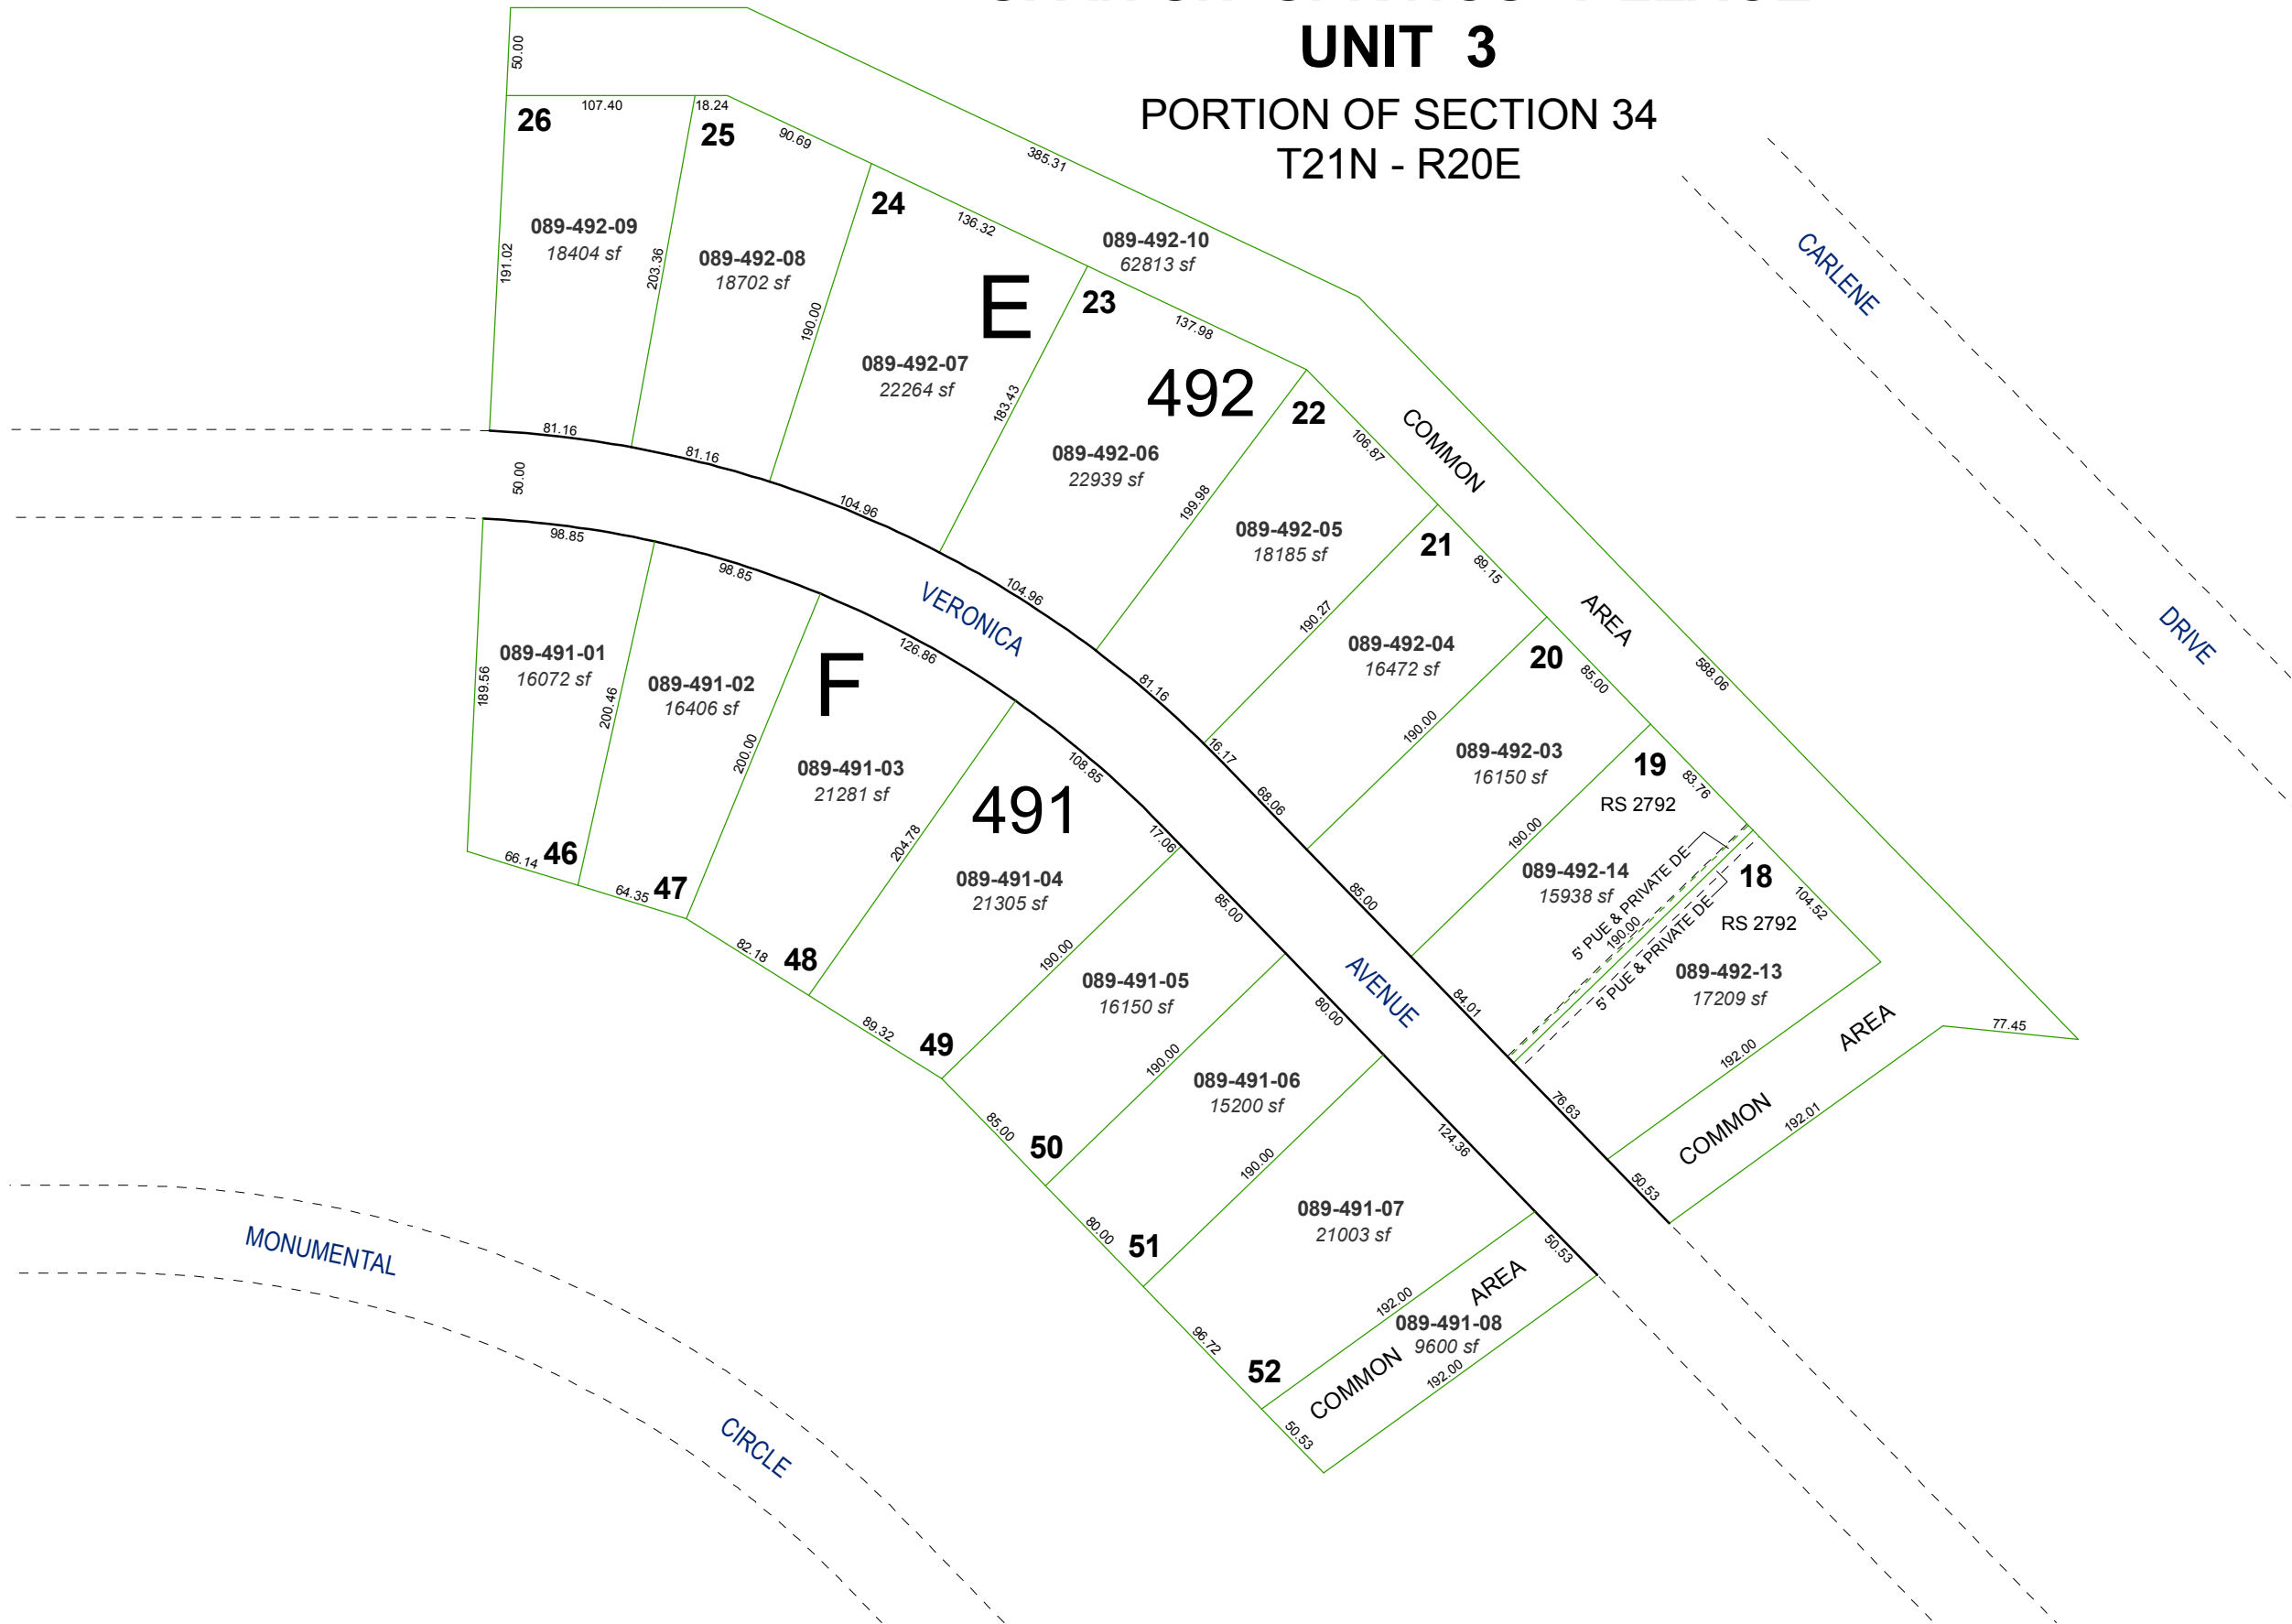 UNIT 3
PORTION OF SECTION 34
T21N - R20E
50.00
107.40
18.24
26
25
90.69
385.31
24
136.32
089-492-09
18404 sf
191.02
203.36
089-492-08
18702 sf
190.00
089-492-10
62813 sf
E
23
137.98
089-492-07
22264 sf
183.43
492
22
089-492-06
22939 sf
199.98
106.87
COMMON
AREA
588.06
CARLENE
DRIVE
81.16
81.16
50.00
104.96
104.96
81.16
16.17
68.06
85.00
84.01
76.63
50.53
089-492-05
18185 sf
190.27
21
89.15
089-492-04
16472 sf
190.00
20
85.00
089-492-03
16150 sf
190.00
19
83.76
RS 2792
089-492-14
15938 sf
5' PUE & PRIVATE DE
190.00
5' PUE & PRIVATE DE
18
104.52
RS 2792
089-492-13
17209 sf
192.00
COMMON
AREA
77.45
192.01
VERONICA
AVENUE
98.85
98.85
126.86
108.85
17.06
85.00
80.00
124.36
50.53
089-491-01
16072 sf
189.56
200.46
089-491-02
16406 sf
200.00
F
089-491-03
21281 sf
204.78
491
089-491-04
21305 sf
190.00
66.14
46
64.35
47
82.18
48
89.32
49
089-491-05
16150 sf
190.00
85.00
50
089-491-06
15200 sf
190.00
80.00
51
089-491-07
21003 sf
192.00
96.72
52
COMMON
AREA
089-491-08
9600 sf
192.00
50.53
MONUMENTAL
CIRCLE